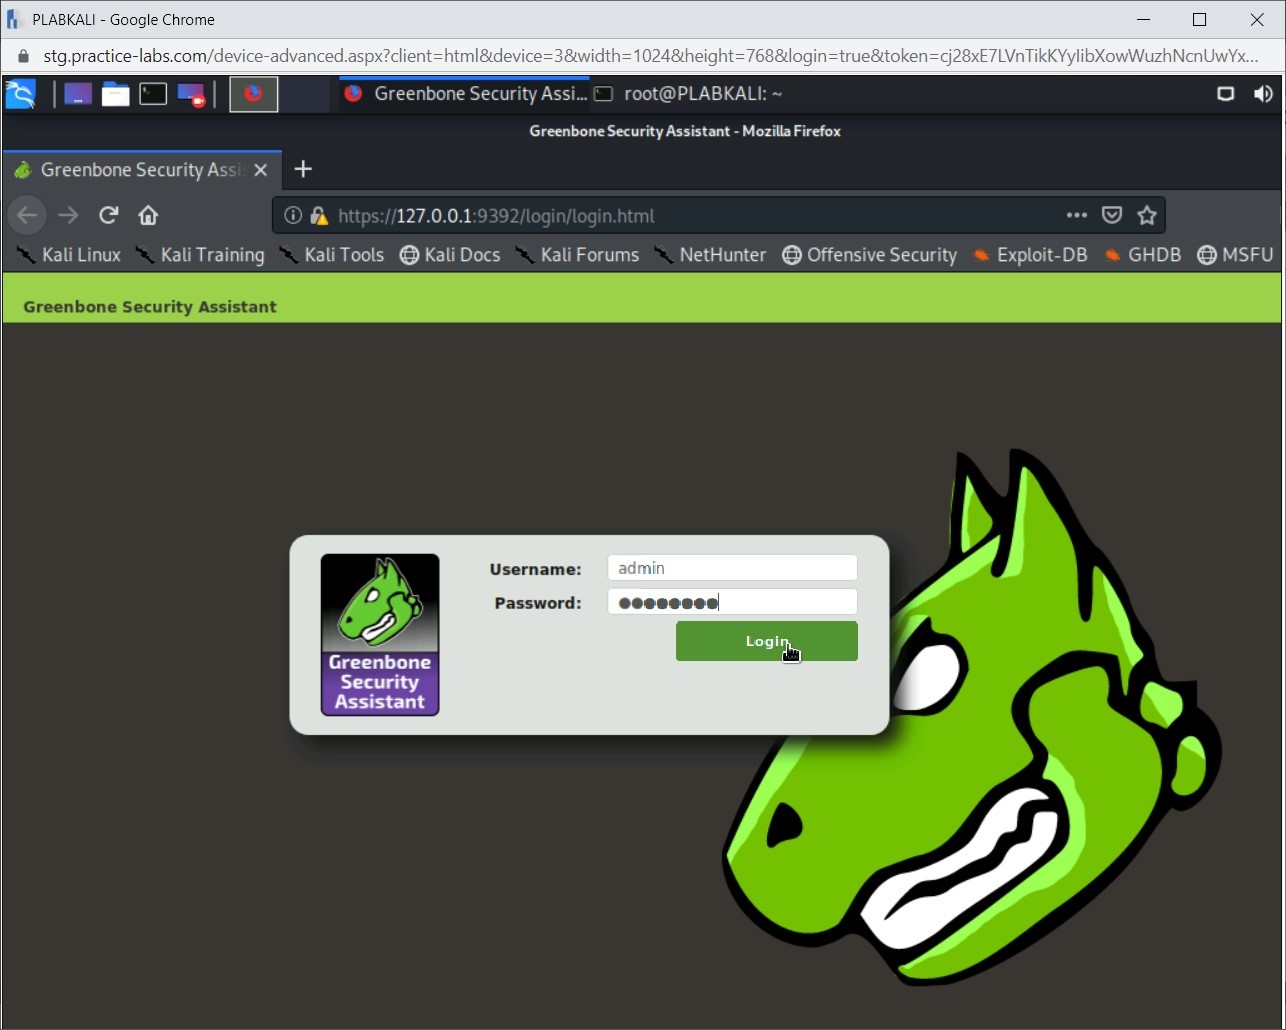 PLABKALI - Google Chrome
stg.practice-labs.com/device-advanced.aspx?client=html&device=3&width=1024&height=768&login=true&token=cj28xE7LVnTikKYylibXowWuzhNcnUwYx...
Greenbone Security Assi... root@PLABKALI: ~
Greenbone Security Assistant - Mozilla Firefox
Greenbone Security Assi
https://127.0.0.1:9392/login/login.html
Kali Linux Kali Training Kali Tools Kali Docs Kali Forums NetHunter Offensive Security Exploit-DB GHDB MSFU
Greenbone Security Assistant
Username: admin
Password: ●●●●●●●●
Login
Greenbone
Security
Assistant